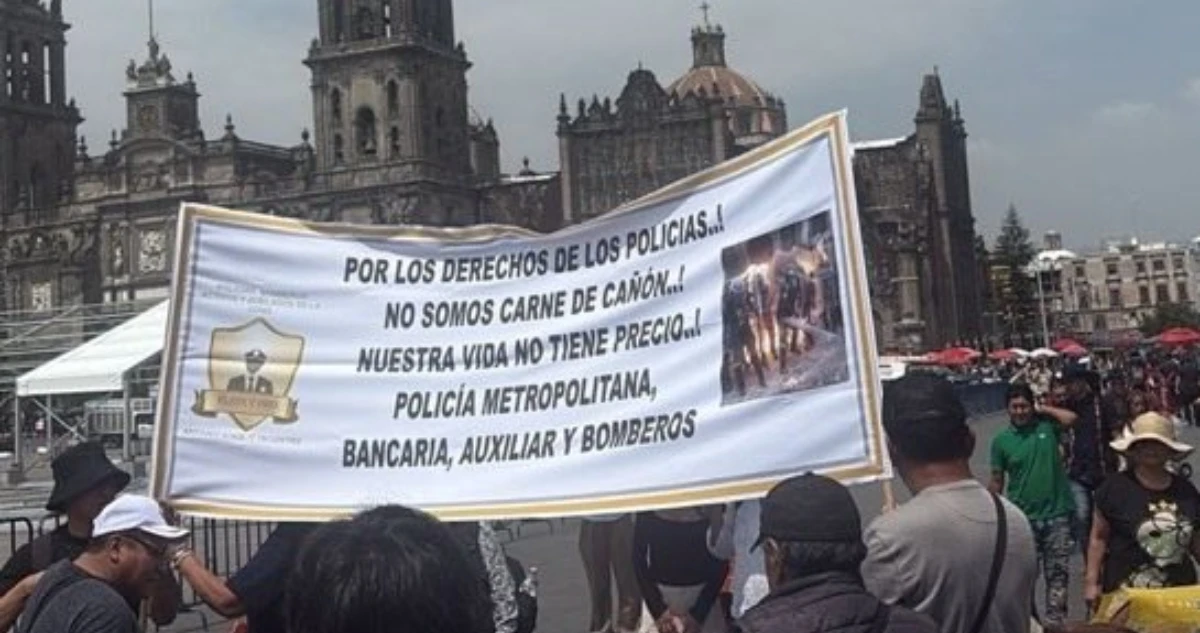 POR LOS DERECHOS DE LOS POLICIAS..!
NO SOMOS CARNE DE CAÑÓN..!
NUESTRA VIDA NO TIENE PRECIO..!
POLICÍA METROPOLITANA,
BANCARIA, AUXILIAR Y BOMBEROS